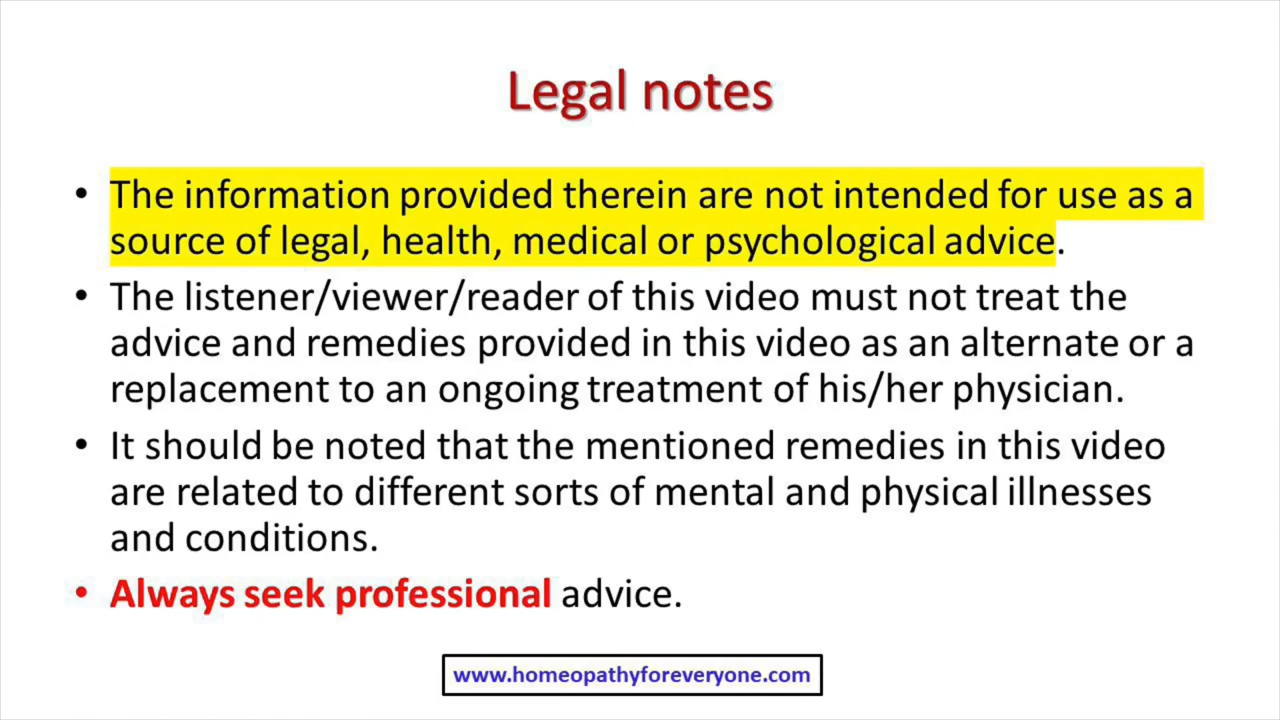 Legal notes
• The information provided therein are not intended for use as a
source of legal, health, medical or psychological advice.
• The listener/viewer/reader of this video must not treat the
advice and remedies provided in this video as an alternate or a
replacement to an ongoing treatment of his/her physician.
• It should be noted that the mentioned remedies in this video
are related to different sorts of mental and physical illnesses
and conditions.
• Always seek professional advice.
www.homeopathyforeveryone.com